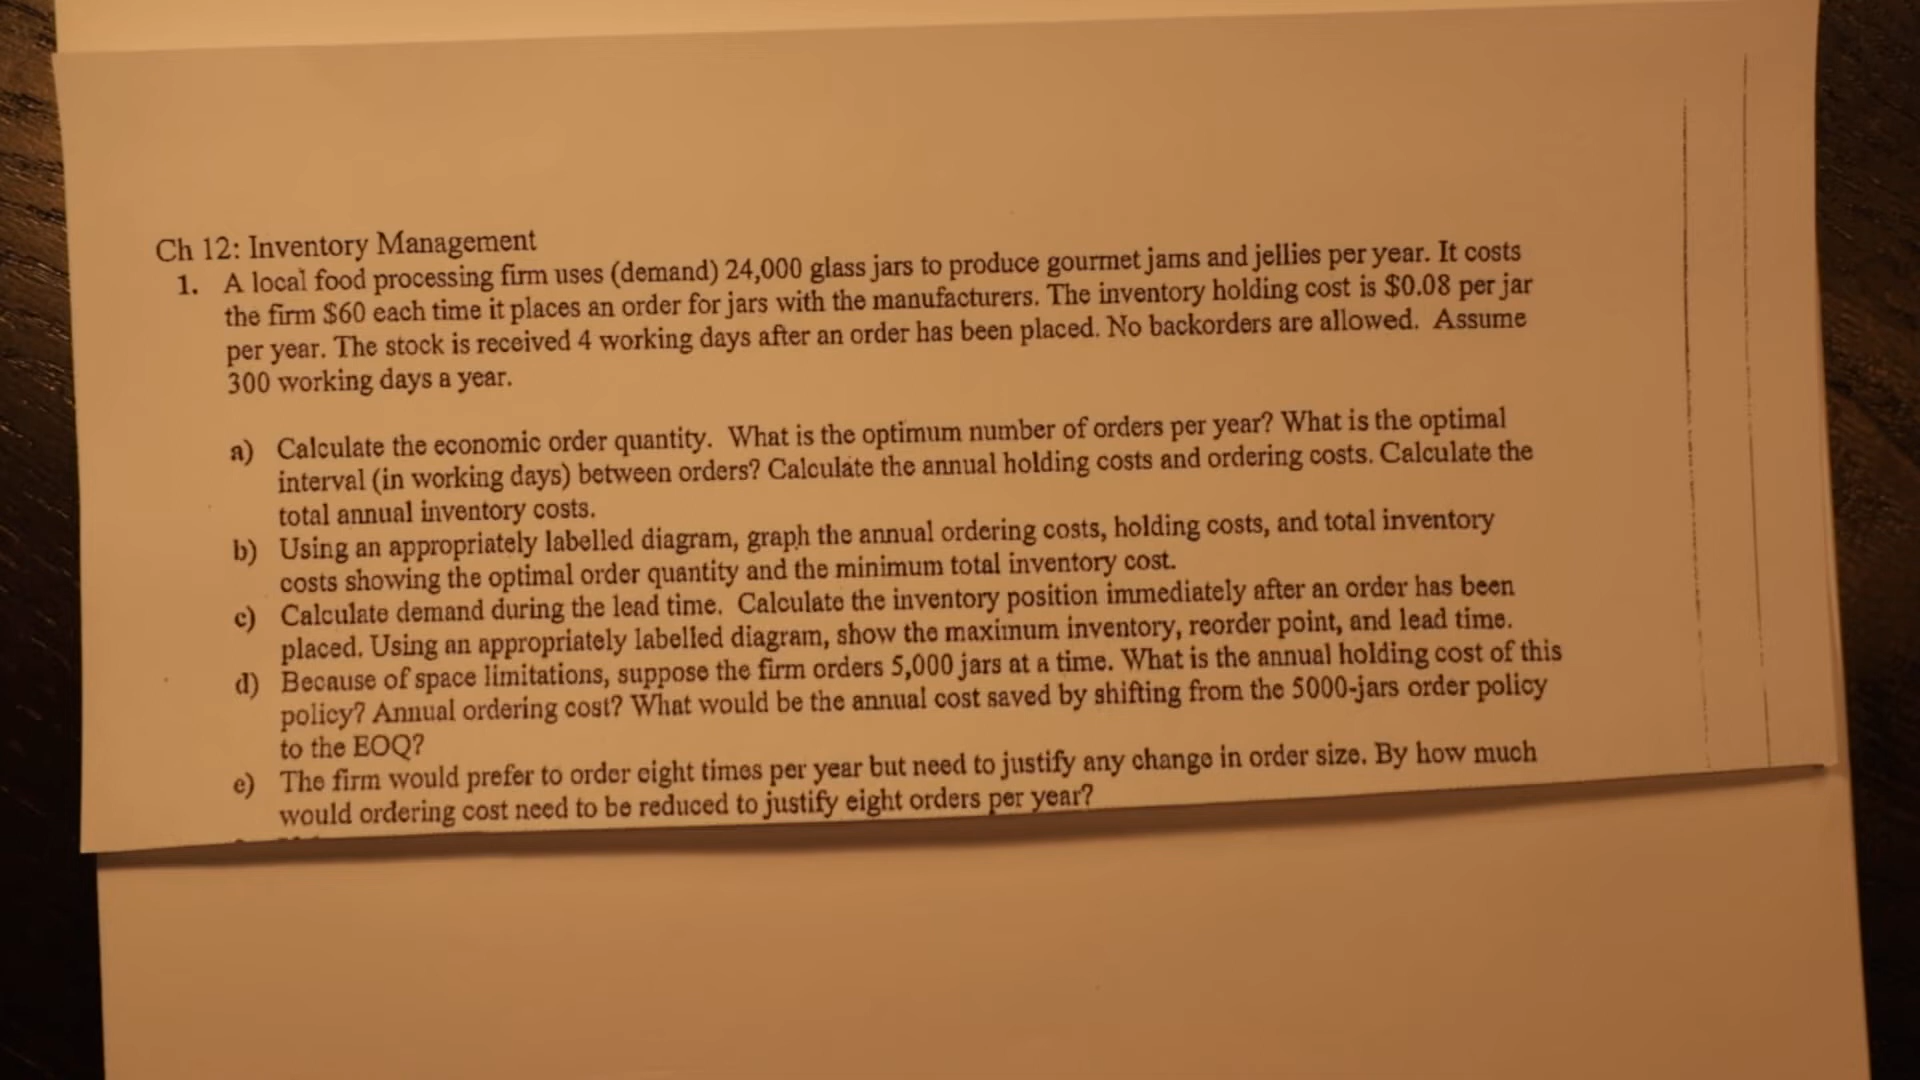 Ch 12: Inventory Management
1. A local food processing firm uses (demand) 24,000 glass jars to produce gourmet jams and jellies per year. It costs
the firm $60 each time it places an order for jars with the manufacturers. The inventory holding cost is $0.08 per jar
per year. The stock is received 4 working days after an order has been placed. No backorders are allowed. Assume
300 working days a year.
a) Calculate the economic order quantity. What is the optimum number of orders per year? What is the optimal
interval (in working days) between orders? Calculate the annual holding costs and ordering costs. Calculate the
total annual inventory costs.
b) Using an appropriately labelled diagram, graph the annual ordering costs, holding costs, and total inventory
costs showing the optimal order quantity and the minimum total inventory cost.
c) Calculate demand during the lead time. Calculate the inventory position immediately after an order has been
placed. Using an appropriately labelled diagram, show the maximum inventory, reorder point, and lead time.
d) Because of space limitations, suppose the firm orders 5,000 jars at a time. What is the annual holding cost of this
policy? Annual ordering cost? What would be the annual cost saved by shifting from the 5000-jars order policy
to the EOQ?
e) The firm would prefer to order eight times per year but need to justify any change in order size. By how much
would ordering cost need to be reduced to justify eight orders per year?